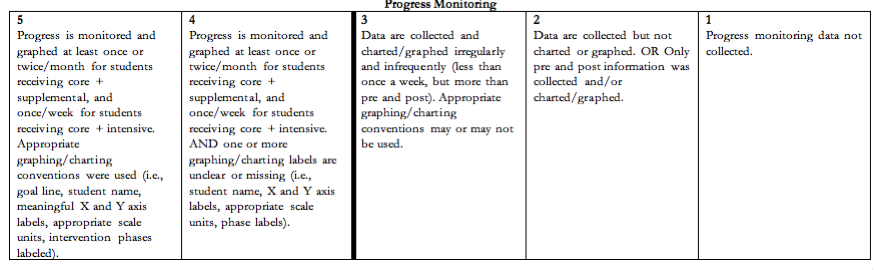 Progress Monitoring
5
Progress is monitored and
graphed at least once or
twice/month for students
receiving core +
supplemental, and
once/week for students
receiving core + intensive.
Appropriate
graphing/charting
conventions were used (i.e.,
goal line, student name,
meaningful X and Y axis
labels, appropriate scale
units, intervention phases
labeled).
4
Progress is monitored and
graphed at least once or
twice/month for students
receiving core +
supplemental, and
once/week for students
receiving core + intensive.
AND one or more
graphing/charting labels are
unclear or missing (i.e.,
student name, X and Y axis
labels, appropriate scale
units, phase labels).
3
Data are collected and
charted/graphed irregularly
and infrequently (less than
once a week, but more than
pre and post). Appropriate
graphing/charting
conventions may or may not
be used.
2
Data are collected but not
charted or graphed. OR Only
pre and post information was
collected and/or
charted/graphed.
1
Progress monitoring data not
collected.